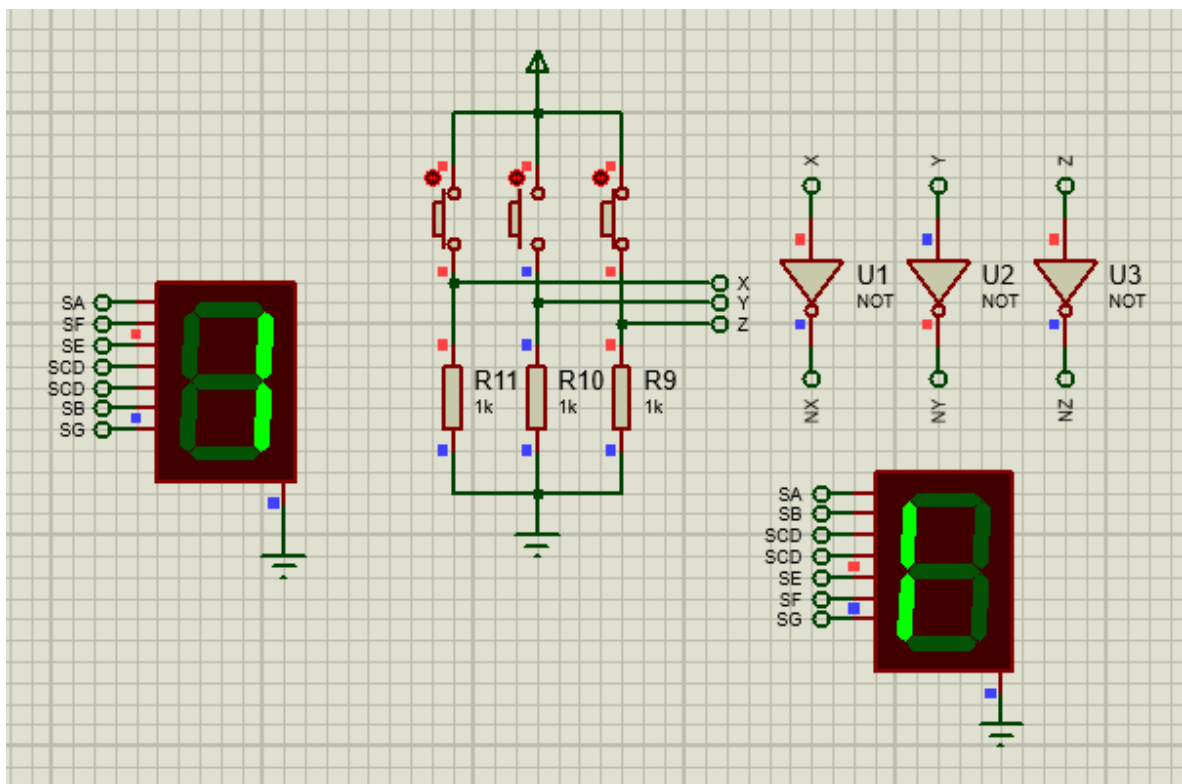 X
Y
Z
U1
NOT
U2
NOT
U3
NOT
X
Y
Z
SA
SF
SE
SCD
SCD
SB
SG
R11
1k
R10
1k
R9
1k
NX
NY
NZ
SA
SB
SCD
SCD
SE
SF
SG